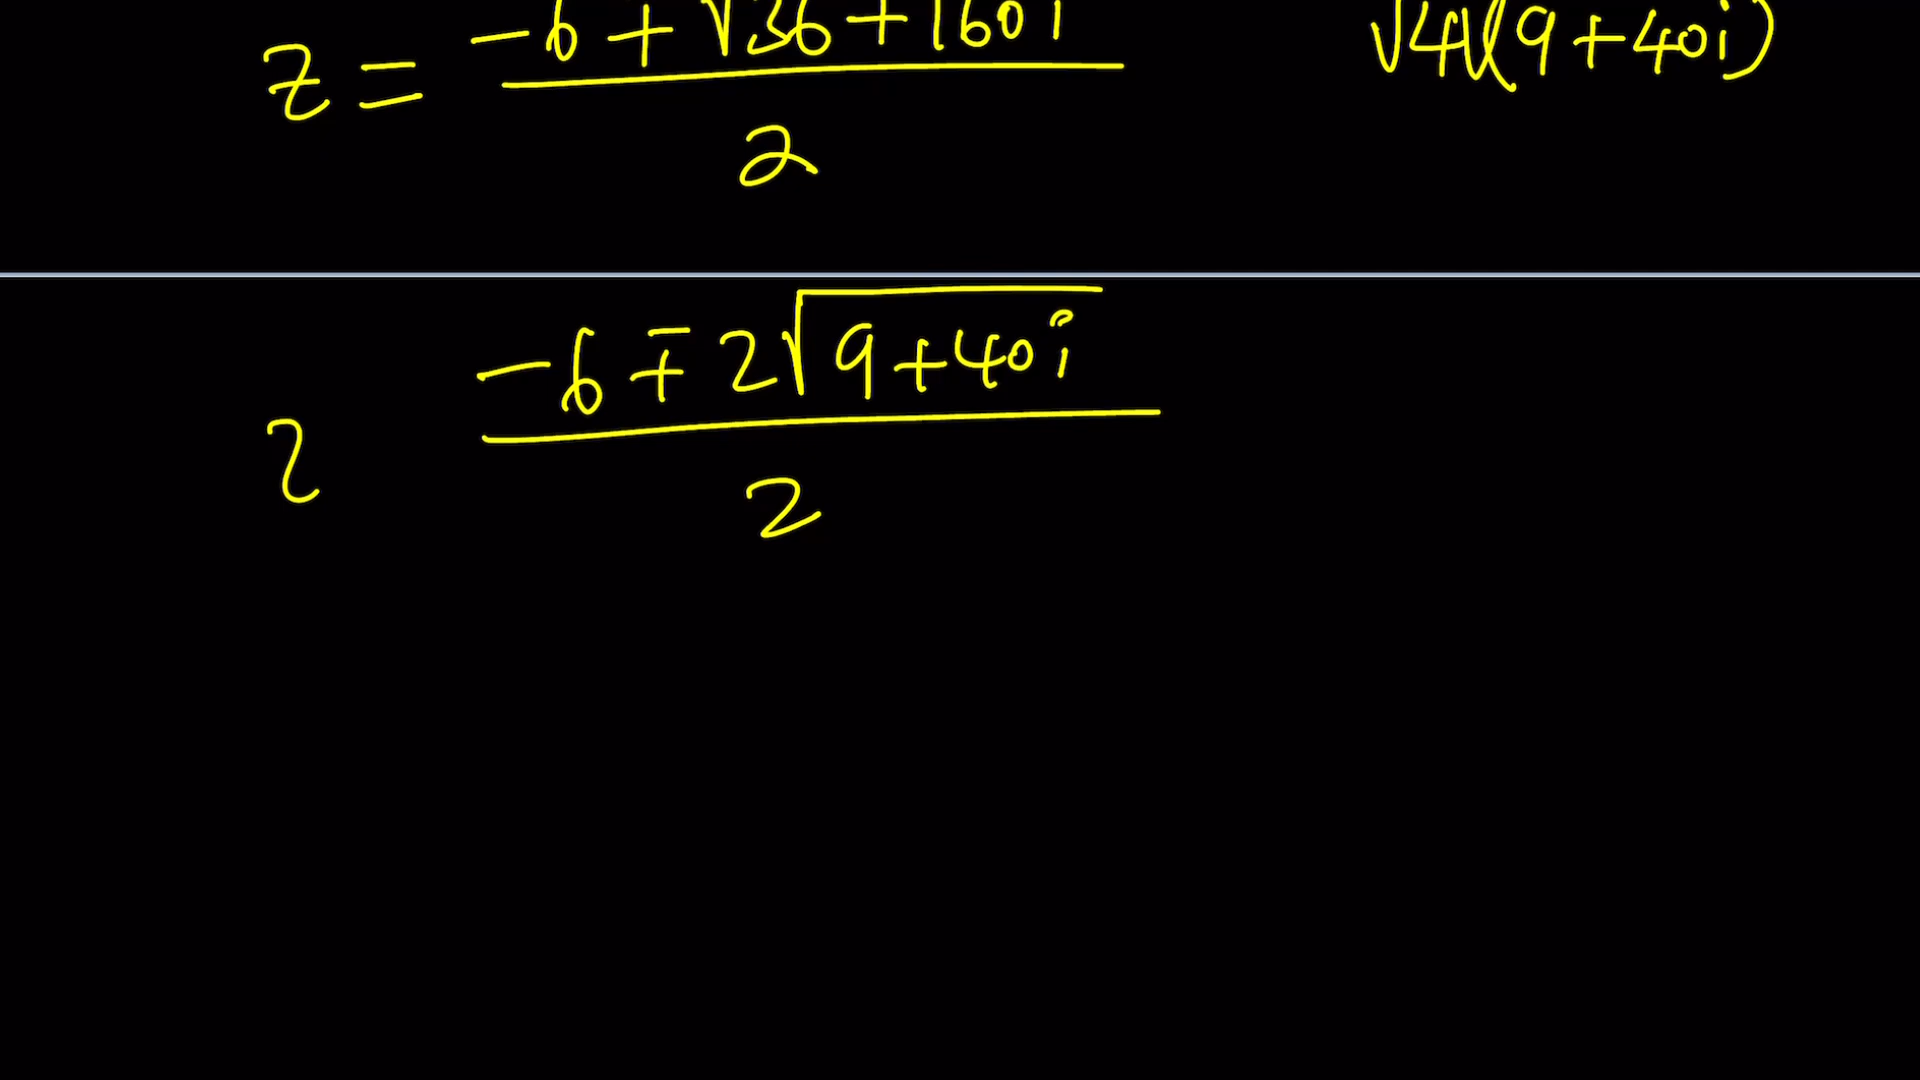 z = (-6 + √36 + 160i) / 2
√4(9 + 40i)
z (-6 ∓ 2√(9 + 40i)) / 2